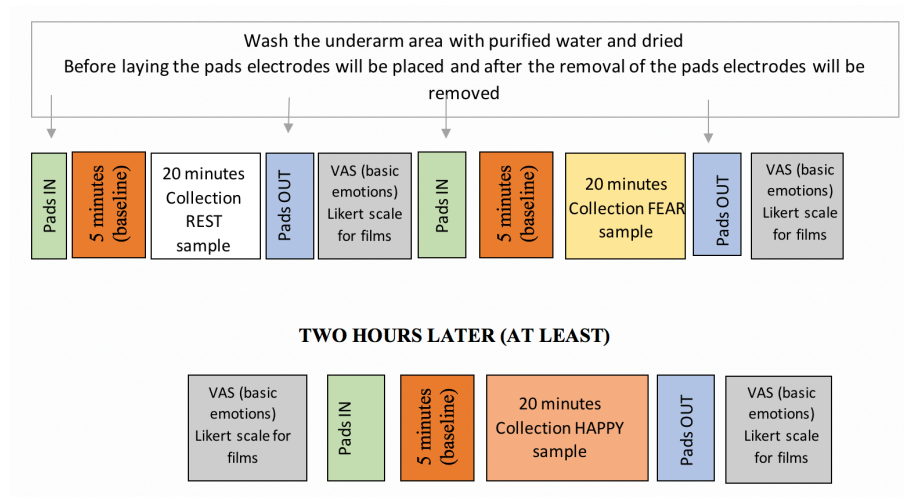 Wash the underarm area with purified water and dried
Before laying the pads electrodes will be placed and after the removal of the pads electrodes will be
removed
Pads IN
5 minutes
(baseline)
20 minutes
Collection
REST
sample
Pads OUT
VAS (basic
emotions)
Likert scale
for films
Pads IN
5 minutes
(baseline)
20 minutes
Collection FEAR
sample
Pads OUT
VAS (basic
emotions)
Likert scale
for films
TWO HOURS LATER (AT LEAST)
VAS (basic
emotions)
Likert scale for
films
Pads IN
5 minutes
(baseline)
20 minutes
Collection HAPPY
sample
Pads OUT
VAS (basic
emotions)
Likert scale
for films